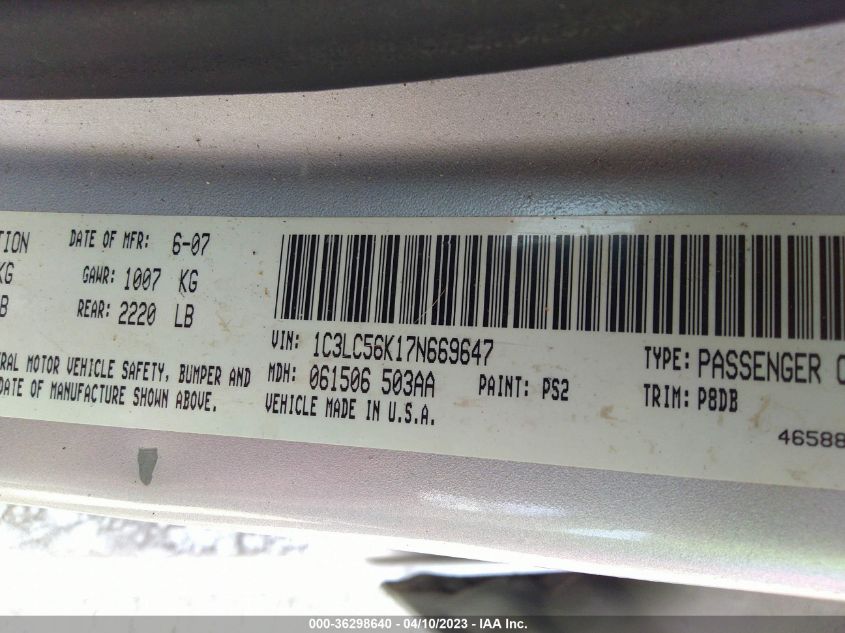 TION DATE OF MFR: 6-07
KG GAWR: 1007 KG
B REAR: 2220 LB
VIN: 1C3LC56K17N669647 TYPE: PASSENGER C
ERAL MOTOR VEHICLE SAFETY, BUMPER AND MDH: 061506 503AA PAINT: PS2 TRIM: P8DB
DATE OF MANUFACTURE SHOWN ABOVE. VEHICLE MADE IN U.S.A.
46588
000-36298640 - 04/10/2023 - IAA Inc.